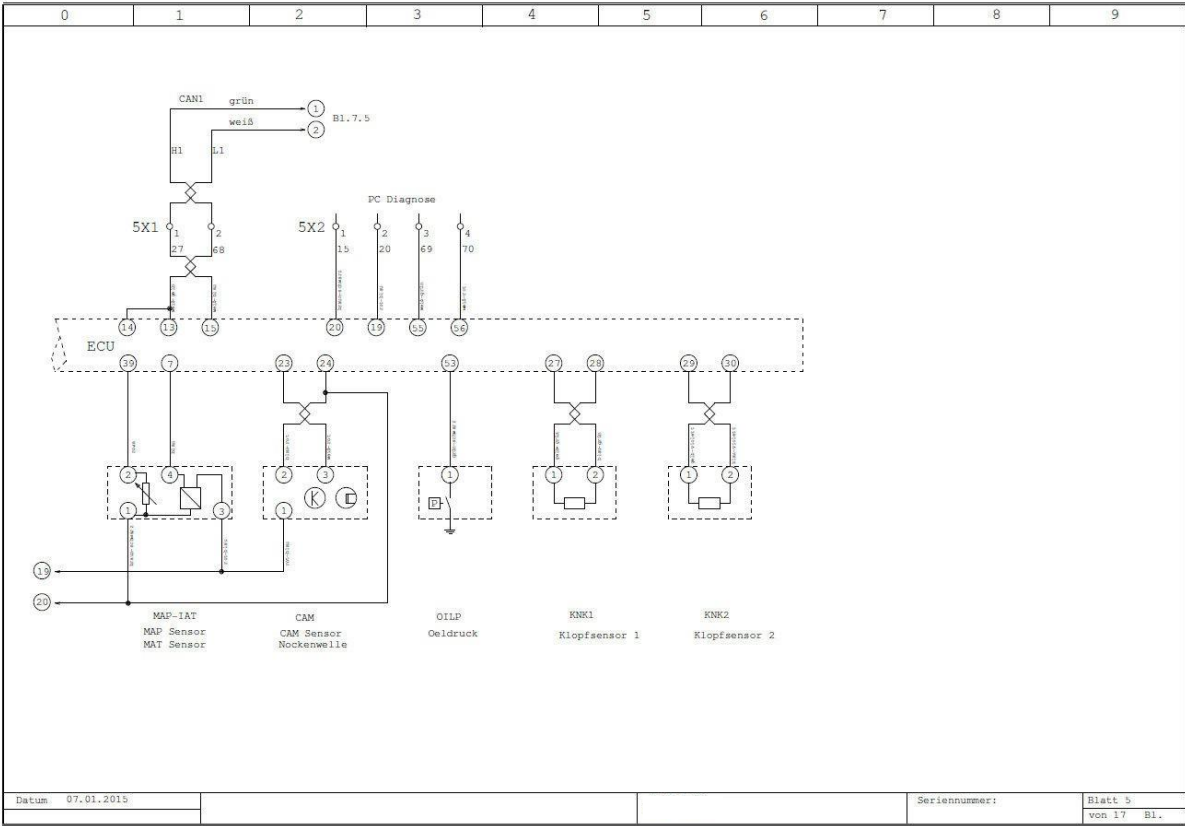 0 1 2 3 4 5 6 7 8 9
CAN1 grün 1
weiß 2 Bl.7.5
H1 L1
PC Diagnose
5X1 1 2 5X2 1 2 3 4
27 68 15 20 69 70
14 13 15 20 19 55 56
ECU
39 7 23 24 53 27 28 29 30
2 4 2 3 1 1 2 1 2
K
P
1 3 1
19
20
MAP-IAT CAM OILP KNK1 KNK2
MAP Sensor CAM Sensor Oeldruck Klopfsensor 1 Klopfsensor 2
MAT Sensor Nockenwelle
Datum 07.01.2015 Seriennummer: Blatt 5
von 17 Bl.